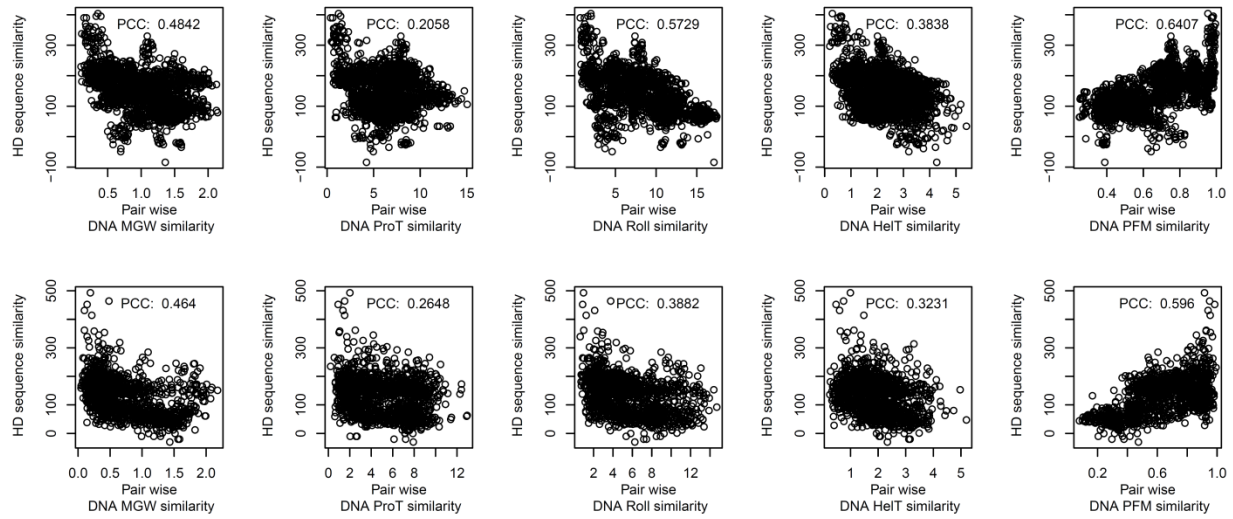 PCC: 0.4842
HD sequence similarity
−100 100 300
0.5 1.0 1.5 2.0
Pair wise
DNA MGW similarity
PCC: 0.2058
HD sequence similarity
−100 100 300
0 5 10 15
Pair wise
DNA ProT similarity
PCC: 0.5729
HD sequence similarity
−100 100 300
5 10 15
Pair wise
DNA Roll similarity
PCC: 0.3838
HD sequence similarity
−100 100 300
0 1 2 3 4 5
Pair wise
DNA HelT similarity
PCC: 0.6407
HD sequence similarity
−100 100 300
0.4 0.6 0.8 1.0
Pair wise
DNA PFM similarity
PCC: 0.464
HD sequence similarity
0 100 300 500
0.0 0.5 1.0 1.5 2.0
Pair wise
DNA MGW similarity
PCC: 0.2648
HD sequence similarity
0 100 300 500
0 2 4 6 8 12
Pair wise
DNA ProT similarity
PCC: 0.3882
HD sequence similarity
0 100 300 500
2 4 6 8 12
Pair wise
DNA Roll similarity
PCC: 0.3231
HD sequence similarity
0 100 300 500
1 2 3 4 5
Pair wise
DNA HelT similarity
PCC: 0.596
HD sequence similarity
0 100 300 500
0.2 0.6 0.8 1.0
Pair wise
DNA PFM similarity